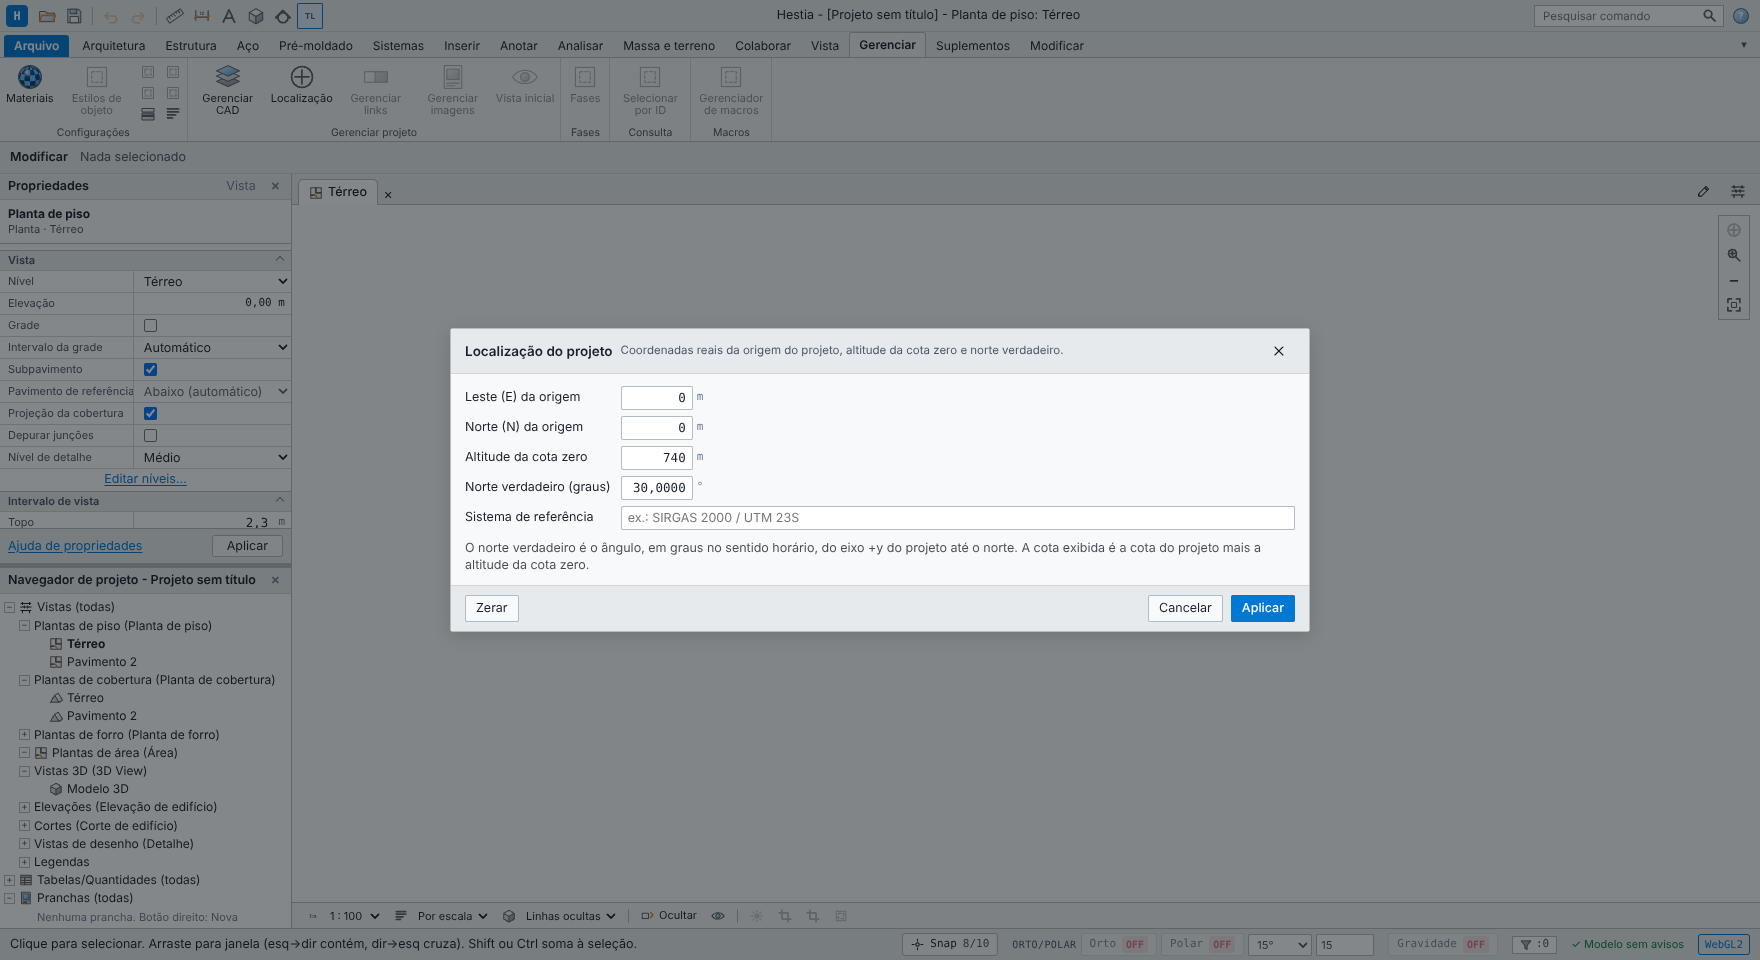 H
TL
Hestia - [Projeto sem título] - Planta de piso: Térreo
Pesquisar comando
?
Arquivo Arquitetura Estrutura Aço Pré-moldado Sistemas Inserir Anotar Analisar Massa e terreno Colaborar Vista Gerenciar Suplementos Modificar
Materiais
Estilos de objeto
Gerenciar CAD
Localização
Gerenciar links
Gerenciar imagens
Vista inicial
Fases
Selecionar por ID
Gerenciador de macros
Configurações
Gerenciar projeto
Fases
Consulta
Macros
Modificar Nada selecionado
Propriedades Vista
Planta de piso
Planta · Térreo
Vista
Nível Térreo
Elevação 0,00 m
Grade
Intervalo da grade Automático
Subpavimento
Pavimento de referência Abaixo (automático)
Projeção da cobertura
Depurar junções
Nível de detalhe Médio
Editar níveis...
Intervalo de vista
Topo 2,3 m
Ajuda de propriedades Aplicar
Navegador de projeto - Projeto sem título
Vistas (todas)
Plantas de piso (Planta de piso)
Térreo
Pavimento 2
Plantas de cobertura (Planta de cobertura)
Térreo
Pavimento 2
Plantas de forro (Planta de forro)
Plantas de área (Área)
Vistas 3D (3D View)
Modelo 3D
Elevações (Elevação de edifício)
Cortes (Corte de edifício)
Vistas de desenho (Detalhe)
Legendas
Tabelas/Quantidades (todas)
Pranchas (todas)
Nenhuma prancha. Botão direito: Nova
Térreo
Localização do projeto Coordenadas reais da origem do projeto, altitude da cota zero e norte verdadeiro.
Leste (E) da origem 0 m
Norte (N) da origem 0 m
Altitude da cota zero 740 m
Norte verdadeiro (graus) 30,0000 °
Sistema de referência ex.: SIRGAS 2000 / UTM 23S
O norte verdadeiro é o ângulo, em graus no sentido horário, do eixo +y do projeto até o norte. A cota exibida é a cota do projeto mais a
altitude da cota zero.
Zerar Cancelar Aplicar
1 : 100 Por escala Linhas ocultas Ocultar
Clique para selecionar. Arraste para janela (esq→dir contém, dir→esq cruza). Shift ou Ctrl soma à seleção.
Snap 8/10 ORTO/POLAR Orto OFF Polar OFF 15° 15 Gravidade OFF :0 ✓ Modelo sem avisos WebGL2